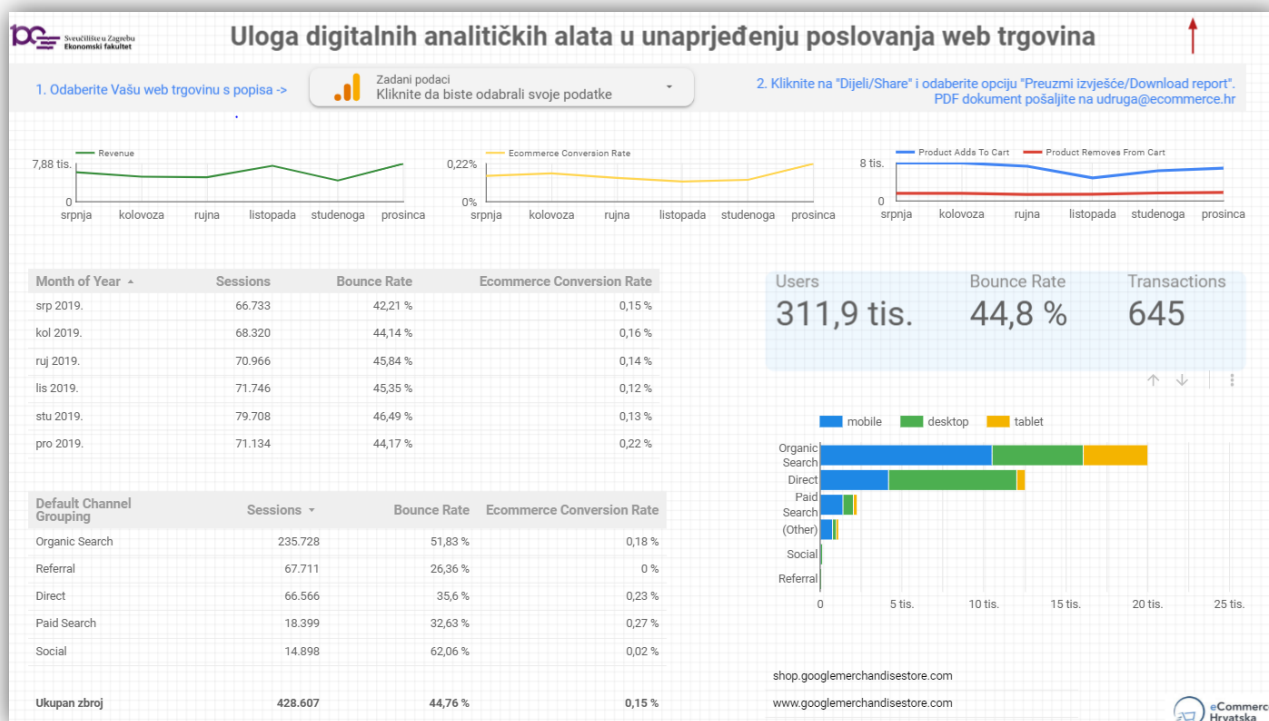 Sveučilište u Zagrebu
Ekonomski fakultet
Uloga digitalnih analitičkih alata u unaprjeđenju poslovanja web trgovina
1. Odaberite Vašu web trgovinu s popisa ->
Zadani podaci
Kliknite da biste odabrali svoje podatke
2. Kliknite na "Dijeli/Share" i odaberite opciju "Preuzmi izvješće/Download report".
PDF dokument pošaljite na udruga@ecommerce.hr
Revenue
7,88 tis.
0
srpnja kolovoza rujna listopada studenoga prosinca
Ecommerce Conversion Rate
0,22%
0%
srpnja kolovoza rujna listopada studenoga prosinca
Product Adds To Cart Product Removes From Cart
8 tis.
0
srpnja kolovoza rujna listopada studenoga prosinca
Month of Year Sessions Bounce Rate Ecommerce Conversion Rate
srp 2019. 66.733 42,21 % 0,15 %
kol 2019. 68.320 44,14 % 0,16 %
ruj 2019. 70.966 45,84 % 0,14 %
lis 2019. 71.746 45,35 % 0,12 %
stu 2019. 79.708 46,49 % 0,13 %
pro 2019. 71.134 44,17 % 0,22 %
Users Bounce Rate Transactions
311,9 tis. 44,8 % 645
Default Channel
Grouping Sessions Bounce Rate Ecommerce Conversion Rate
Organic Search 235.728 51,83 % 0,18 %
Referral 67.711 26,36 % 0 %
Direct 66.566 35,6 % 0,23 %
Paid Search 18.399 32,63 % 0,27 %
Social 14.898 62,06 % 0,02 %
Ukupan zbroj 428.607 44,76 % 0,15 %
mobile desktop tablet
Organic
Search
Direct
Paid
Search
(Other)
Social
Referral
0 5 tis. 10 tis. 15 tis. 20 tis. 25 tis.
shop.googlemerchandisestore.com
www.googlemerchandisestore.com
eCommerce
Hrvatska